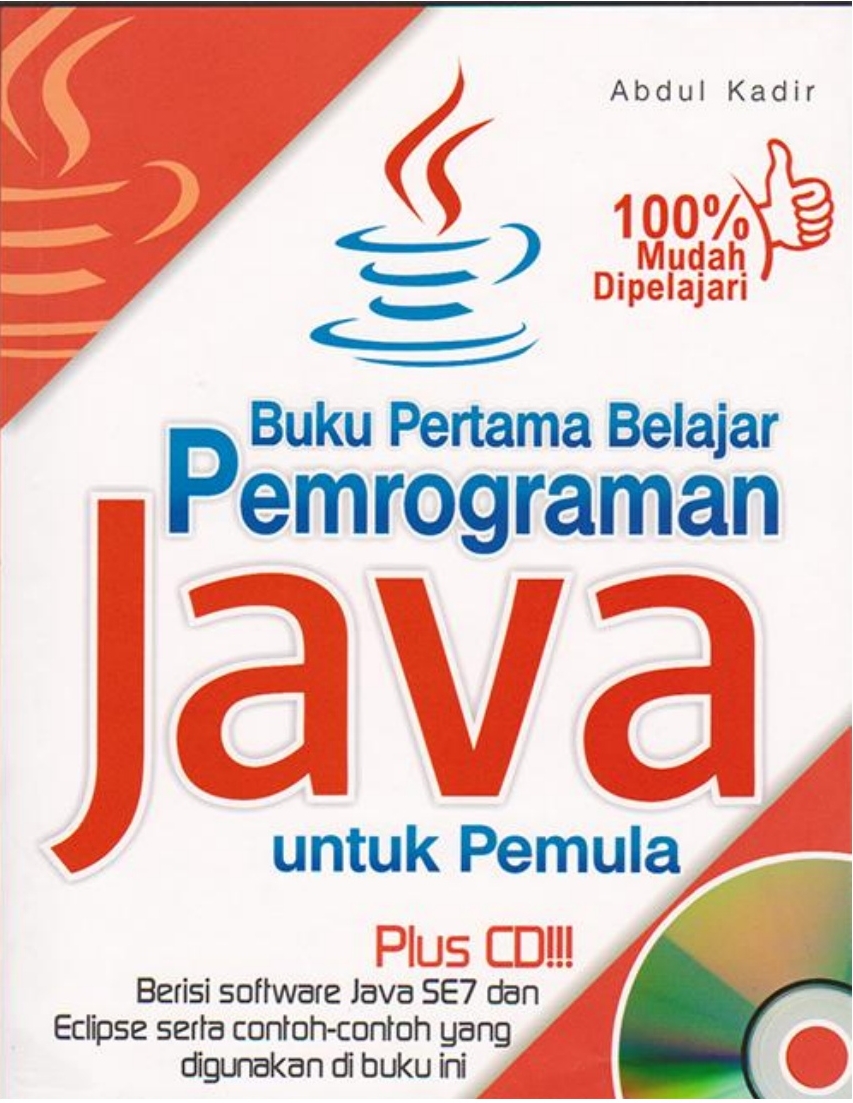 Abdul Kadir
100%
Mudah
Dipelajari
Buku Pertama Belajar
Pemrograman
Java
untuk Pemula
Plus CD!!!
Berisi software Java SE7 dan
Eclipse serta contoh-contoh yang
digunakan di buku ini